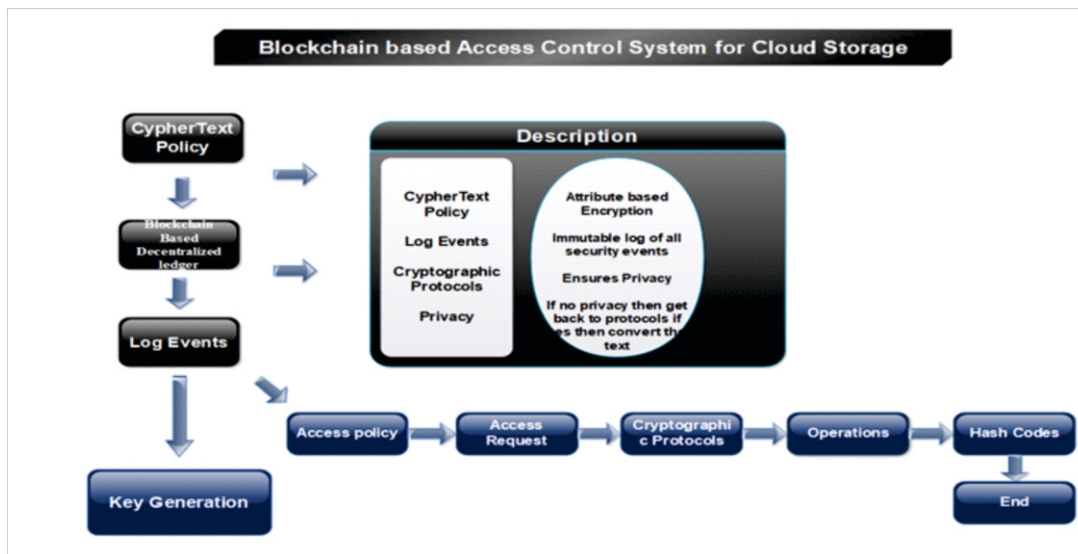 Blockchain based Access Control System for Cloud Storage
CypherText
Policy
Blockchain
Based
Decentralized
ledger
Log Events
Key Generation
Description
CypherText
Policy
Log Events
Cryptographic
Protocols
Privacy
Attribute based
Encryption
Immutable log of all
security events
Ensures Privacy
If no privacy then get
back to protocols if
es then convert the
text
Access policy
Access
Request
Cryptographi
c Protocols
Operations
Hash Codes
End